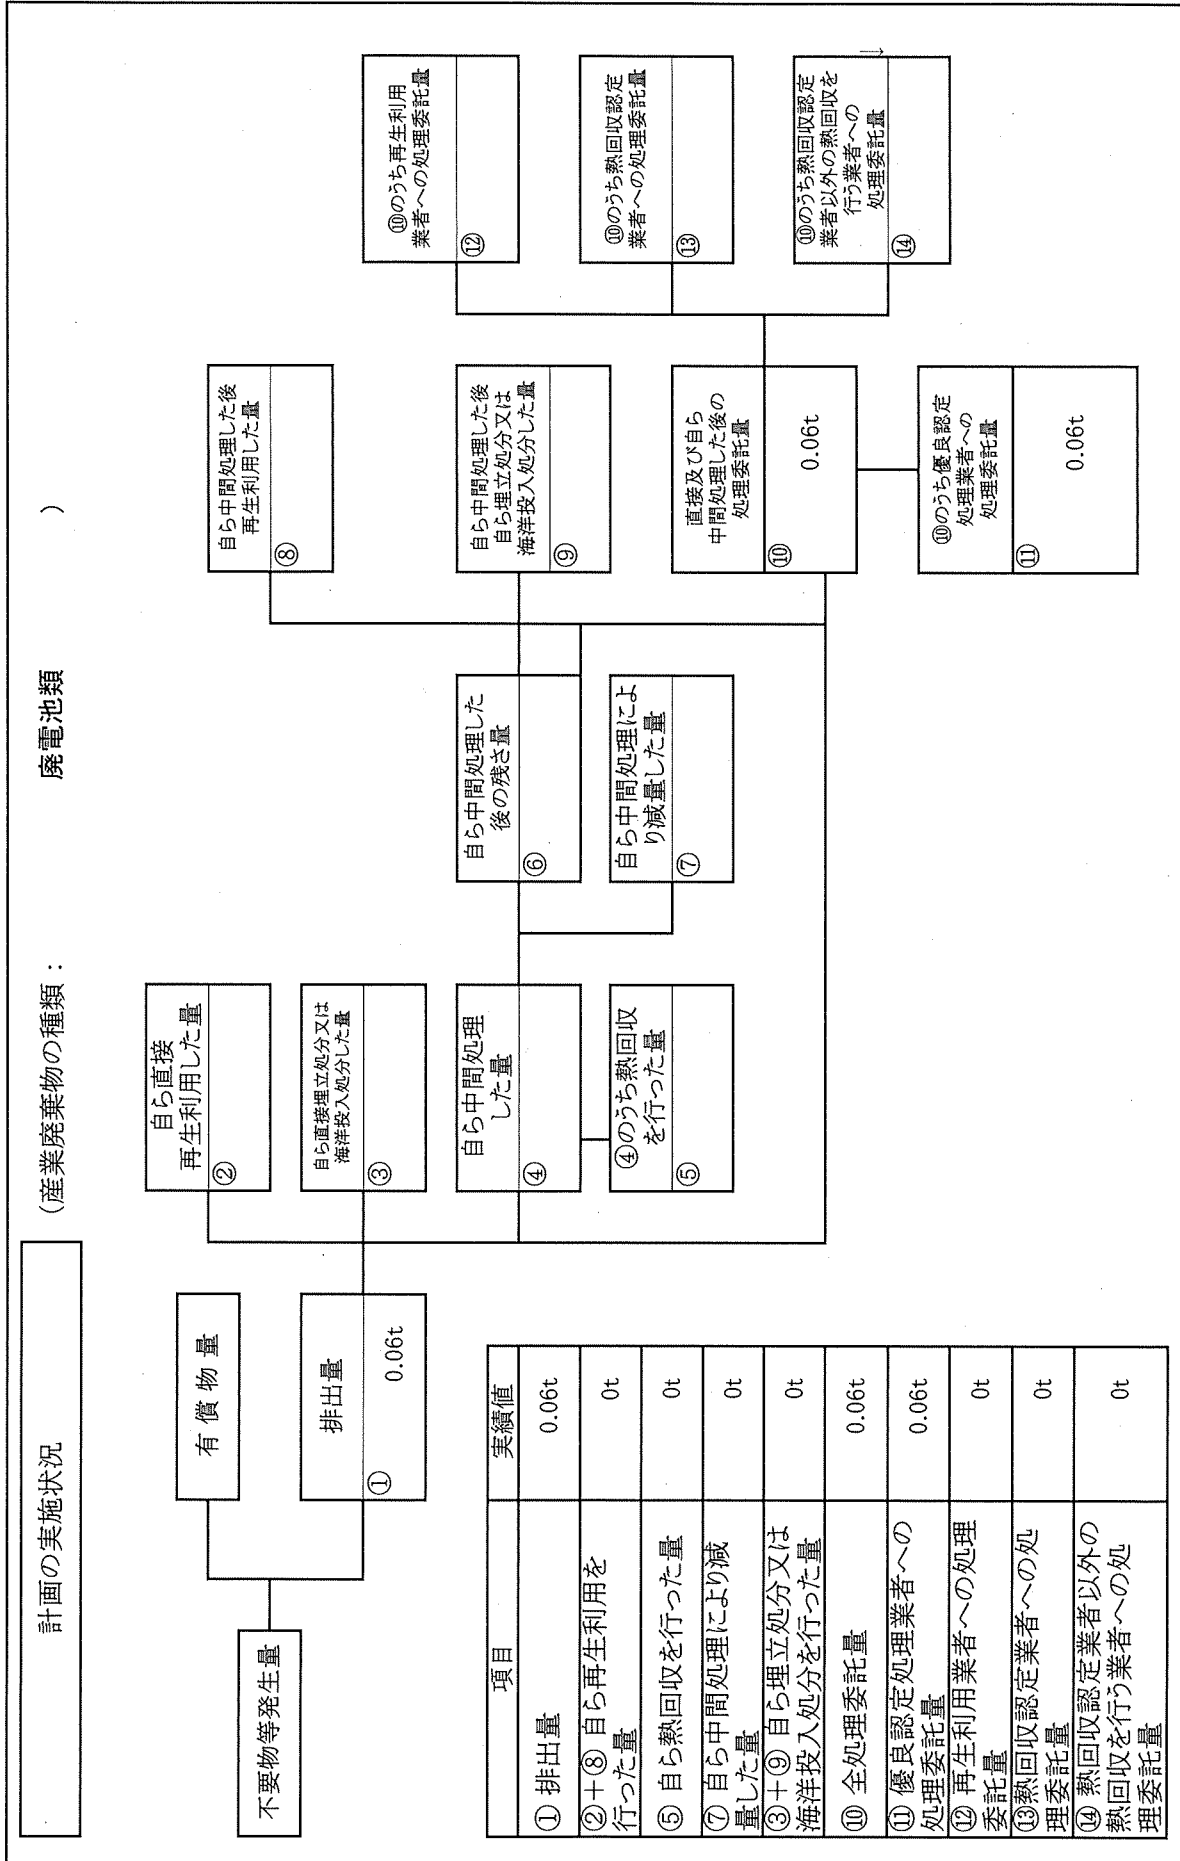 計画の実施状況
(産業廃棄物の種類： 廃電池類 )
不要物等発生量
有償物量
排出量
①
0.06t
自ら直接
再生利用した量
②
自ら直接埋立処分又は
海洋投入処分した量
③
自ら中間処理
した量
④
④のうち熱回収
を行った量
⑤
自ら中間処理した
後の残さ量
⑥
自ら中間処理によ
り減量した量
⑦
自ら中間処理した後
再生利用した量
⑧
自ら中間処理した後
自ら埋立処分又は
海洋投入処分した量
⑨
直接及び自ら
中間処理した後の
処理委託量
⑩
0.06t
⑩のうち優良認定
処理業者への
処理委託量
⑪
0.06t
⑩のうち再生利用
業者への処理委託量
⑫
⑩のうち熱回収認定
業者への処理委託量
⑬
⑩のうち熱回収認定
業者以外の熱回収を
行う業者への
処理委託量
⑭
項目 実績値
① 排出量 0.06t
②＋⑧ 自ら再生利用を
行った量 0t
⑤ 自ら熱回収を行った量 0t
⑦ 自ら中間処理により減
量した量 0t
③＋⑨ 自ら埋立処分又は
海洋投入処分を行った量 0t
⑩ 全処理委託量 0.06t
⑪ 優良認定処理業者への
処理委託量 0.06t
⑫ 再生利用業者への処理
委託量 0t
⑬熱回収認定業者への処
理委託量 0t
⑭ 熱回収認定業者以外の
熱回収を行う業者への処
理委託量 0t